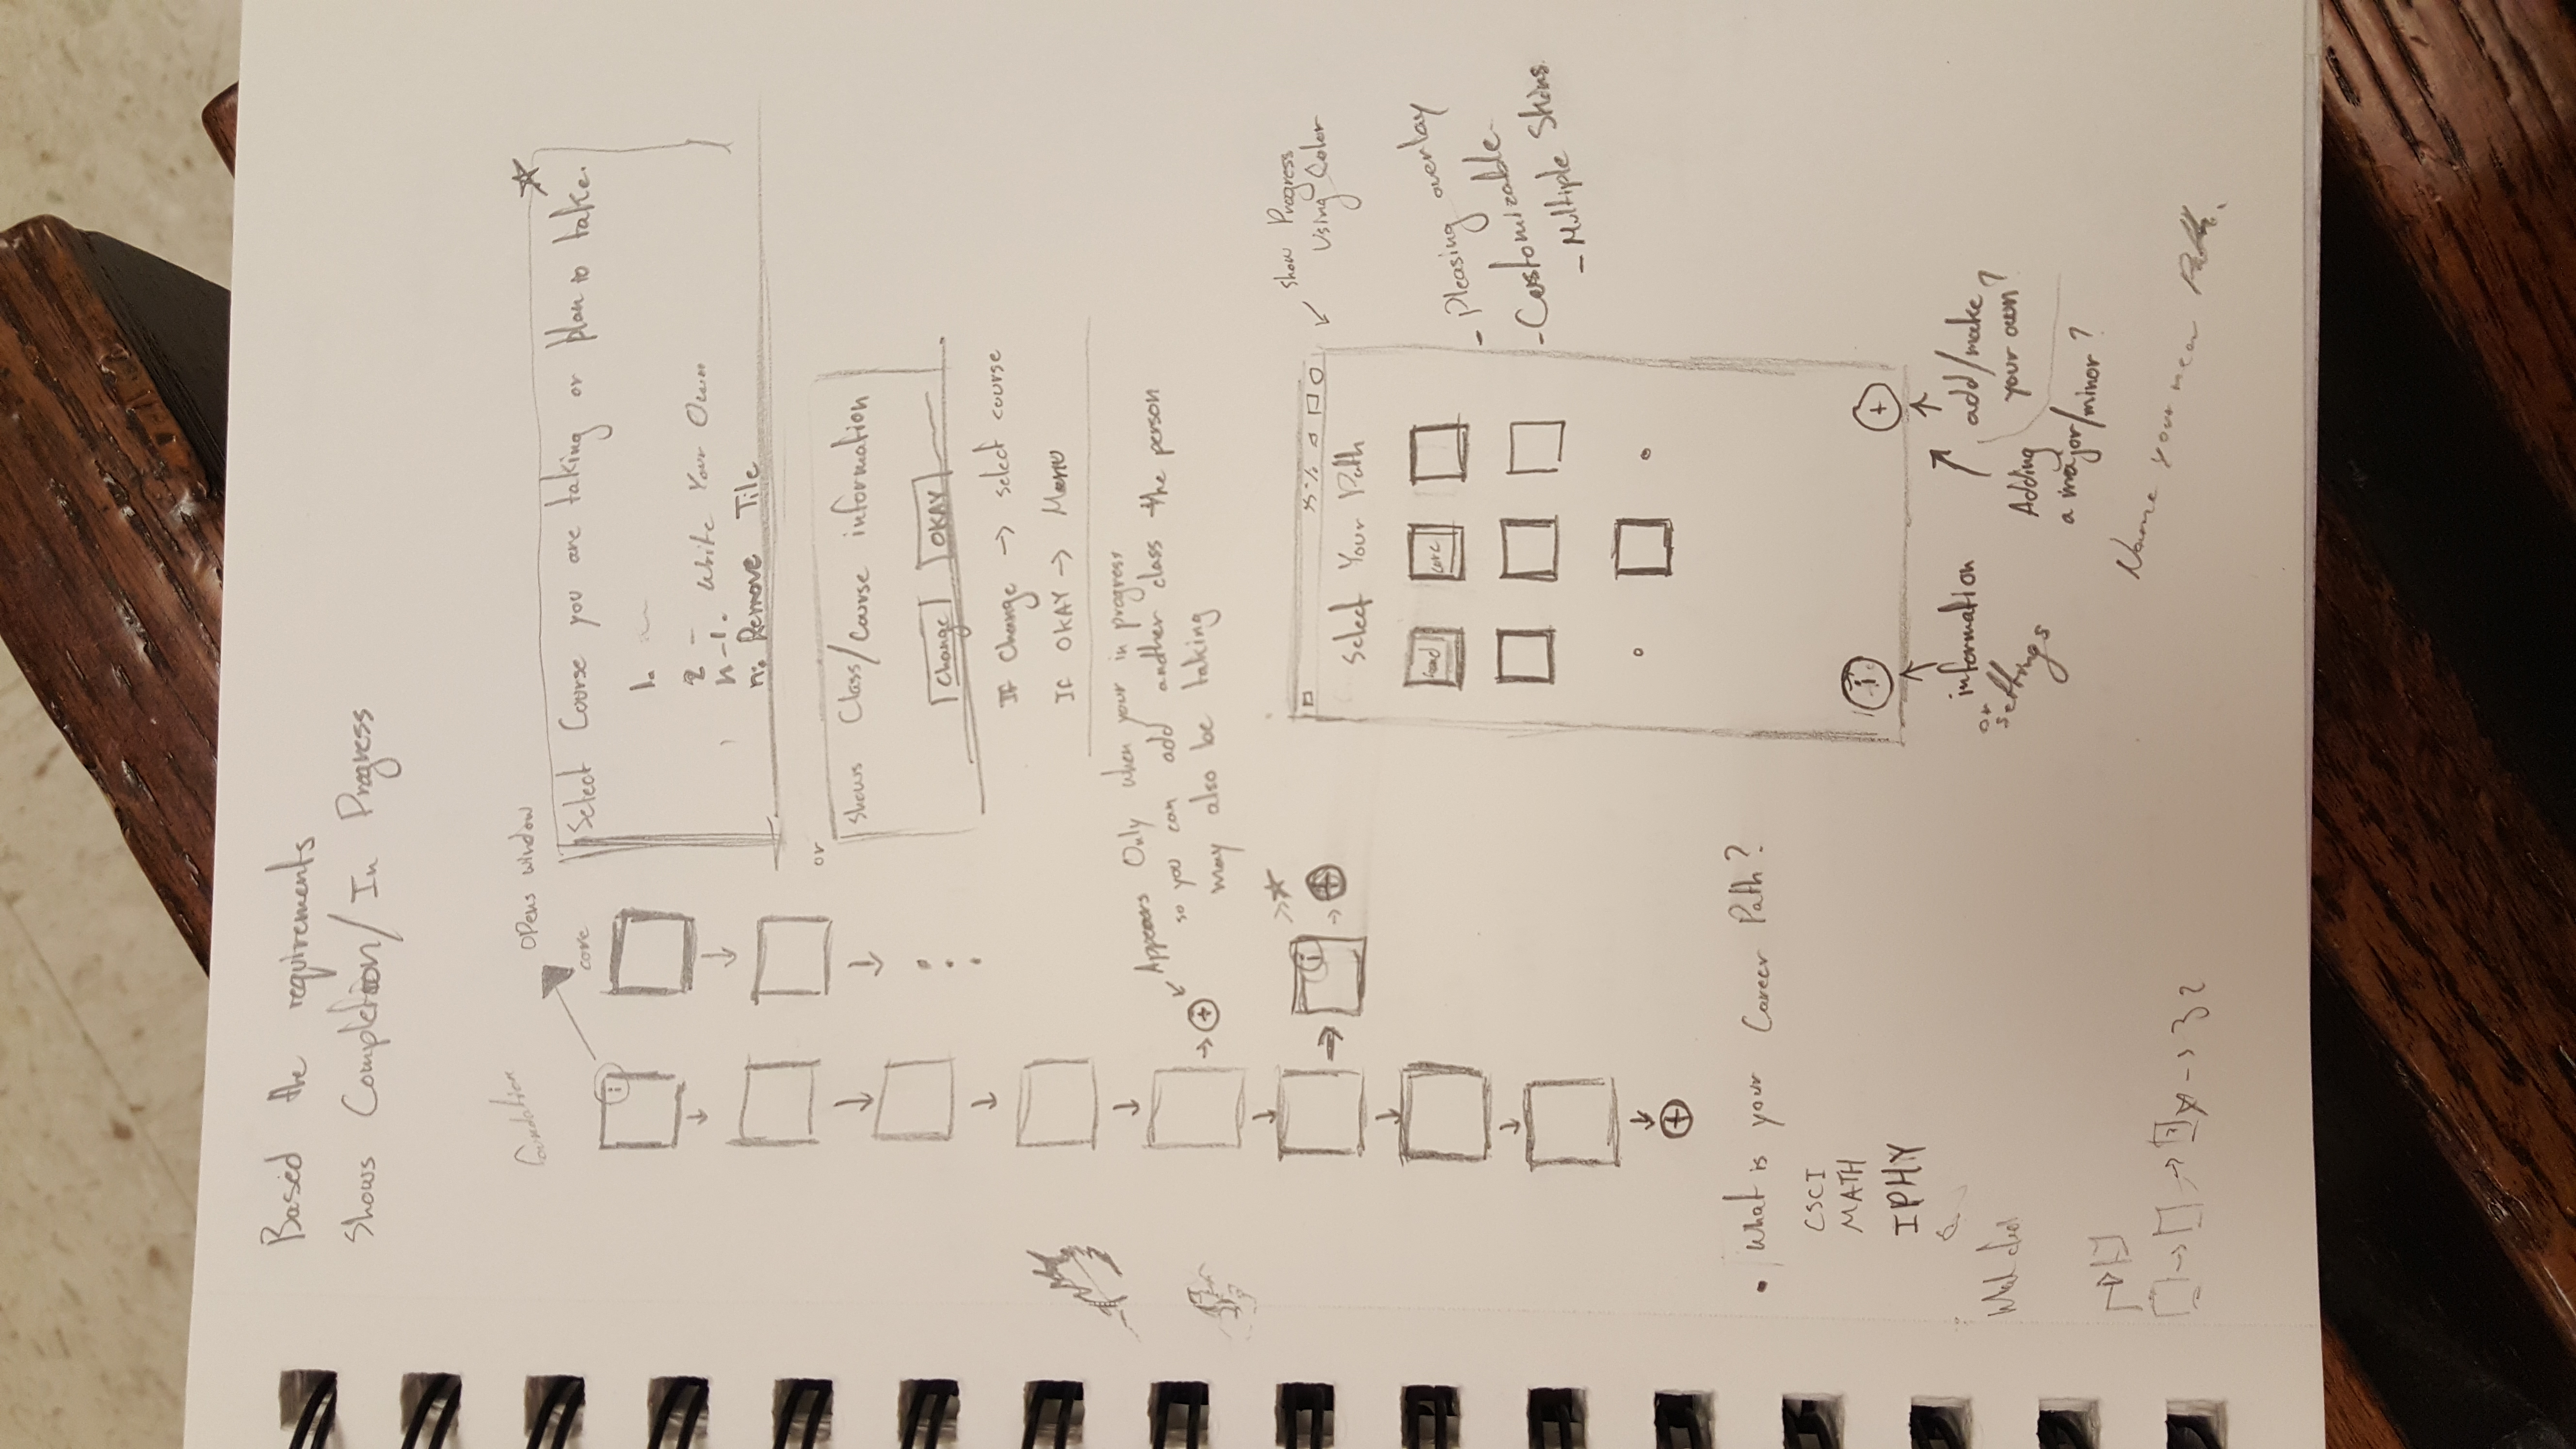 Based the requirements
Shows Completion/In Progress
foundation
Opens window
core
i
Select Course you are taking or plan to take.
1.
2 -
n-1. Write Your Own
n: Remove Tile
or
Shows Class/Course information
Change OKAY
If Change → select course
If OKAY → Menu
Appears Only when your in progress
so you can add another class the person
may also be taking
+
i
+
+
Show Progress
Using Color
Select Your Path
found core
- Pleasing overlay
- Customizable
- Multiple Skins
• What is your Career Path?
CSCI
MATH
IPHY
i +
information
or
settings
add/make
your own?
Adding
a major/minor?
Name your new Path.